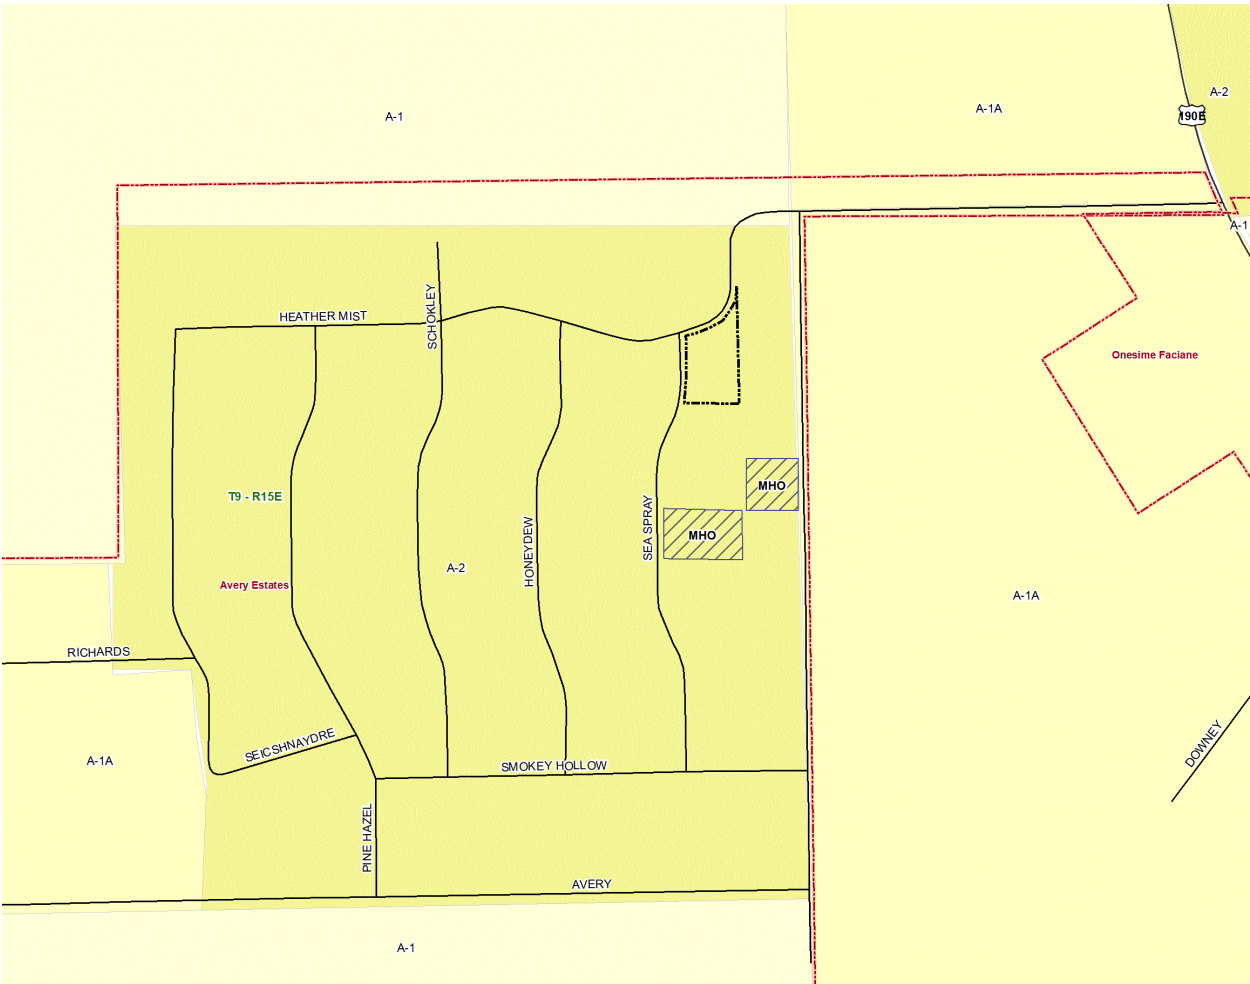 A-2
A-1A
190E
A-1
A-1
HEATHER MIST
SCHOKLEY
Onesime Faciane
MHO
T9 - R15E
SEA SPRAY
MHO
HONEYDEW
A-2
Avery Estates
A-1A
RICHARDS
SEICSHNAYDRE
DOWNEY
A-1A
SMOKEY HOLLOW
PINE HAZEL
AVERY
A-1